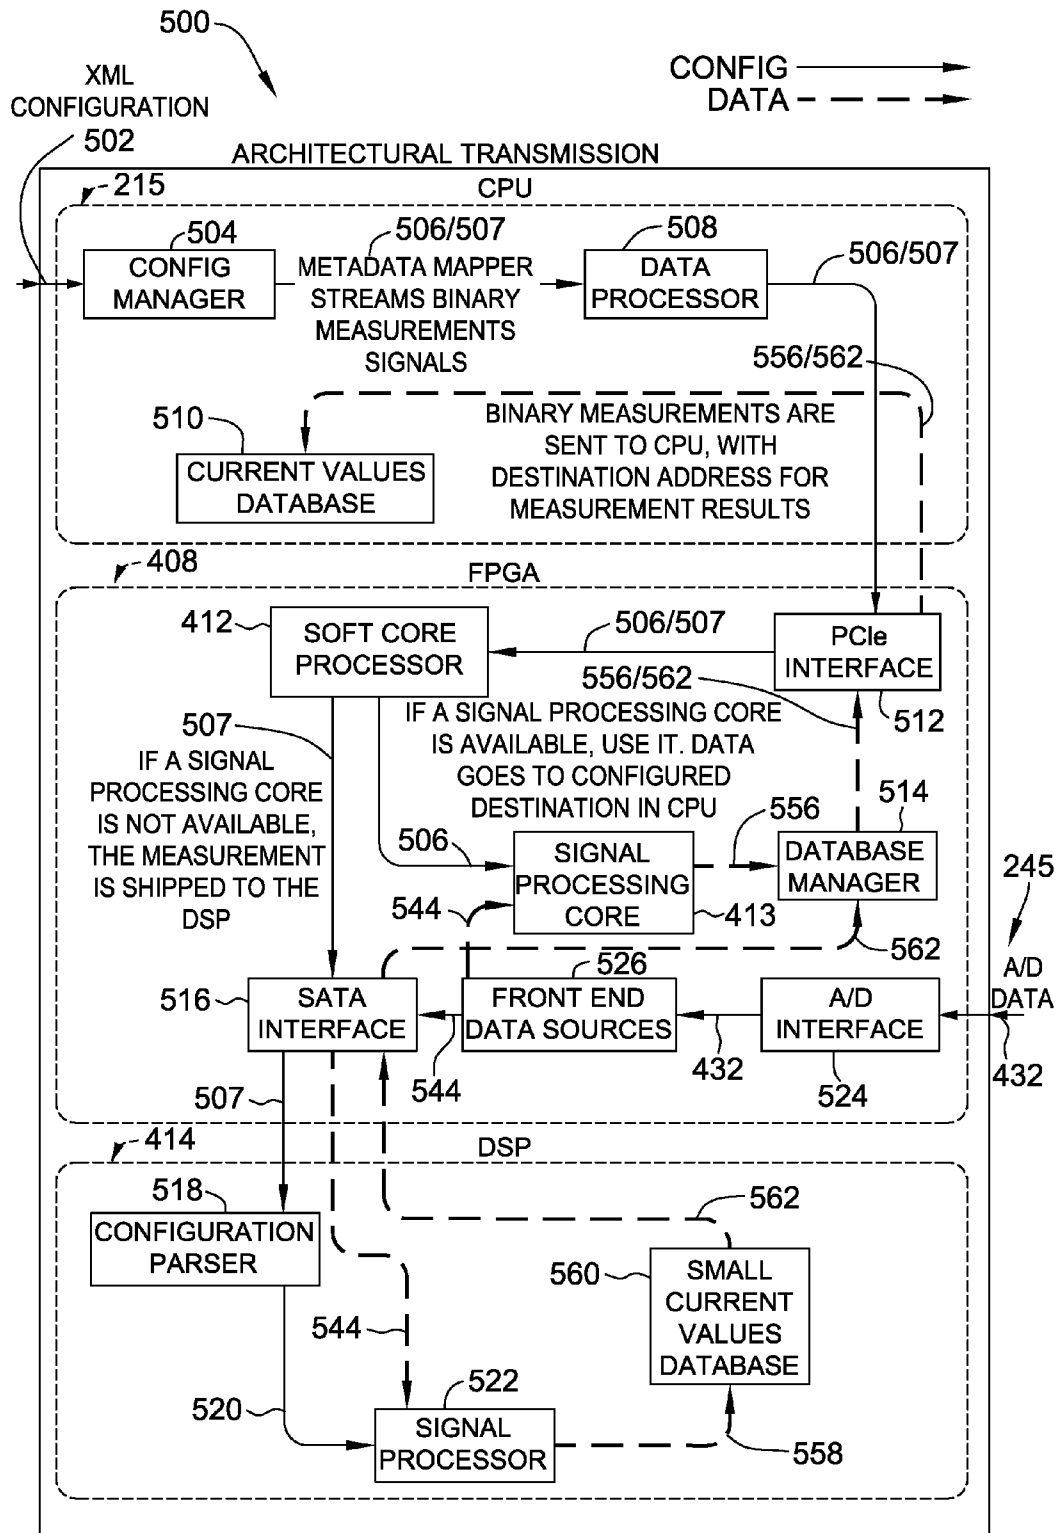 500
CONFIG
DATA
XML
CONFIGURATION
502
ARCHITECTURAL TRANSMISSION
215
CPU
504
CONFIG
MANAGER
506/507
METADATA MAPPER
STREAMS BINARY
MEASUREMENTS
SIGNALS
508
DATA
PROCESSOR
506/507
556/562
510
CURRENT VALUES
DATABASE
BINARY MEASUREMENTS ARE
SENT TO CPU, WITH
DESTINATION ADDRESS FOR
MEASUREMENT RESULTS
408
FPGA
412
SOFT CORE
PROCESSOR
506/507
PCIe
INTERFACE
512
556/562
507
IF A SIGNAL
PROCESSING CORE
IS NOT AVAILABLE,
THE MEASUREMENT
IS SHIPPED TO THE
DSP
IF A SIGNAL PROCESSING CORE
IS AVAILABLE, USE IT. DATA
GOES TO CONFIGURED
DESTINATION IN CPU
506
SIGNAL
PROCESSING
CORE
413
556
514
DATABASE
MANAGER
544
562
245
A/D
DATA
432
516
SATA
INTERFACE
544
526
FRONT END
DATA SOURCES
432
A/D
INTERFACE
524
507
414
DSP
518
CONFIGURATION
PARSER
562
560
SMALL
CURRENT
VALUES
DATABASE
544
520
522
SIGNAL
PROCESSOR
558